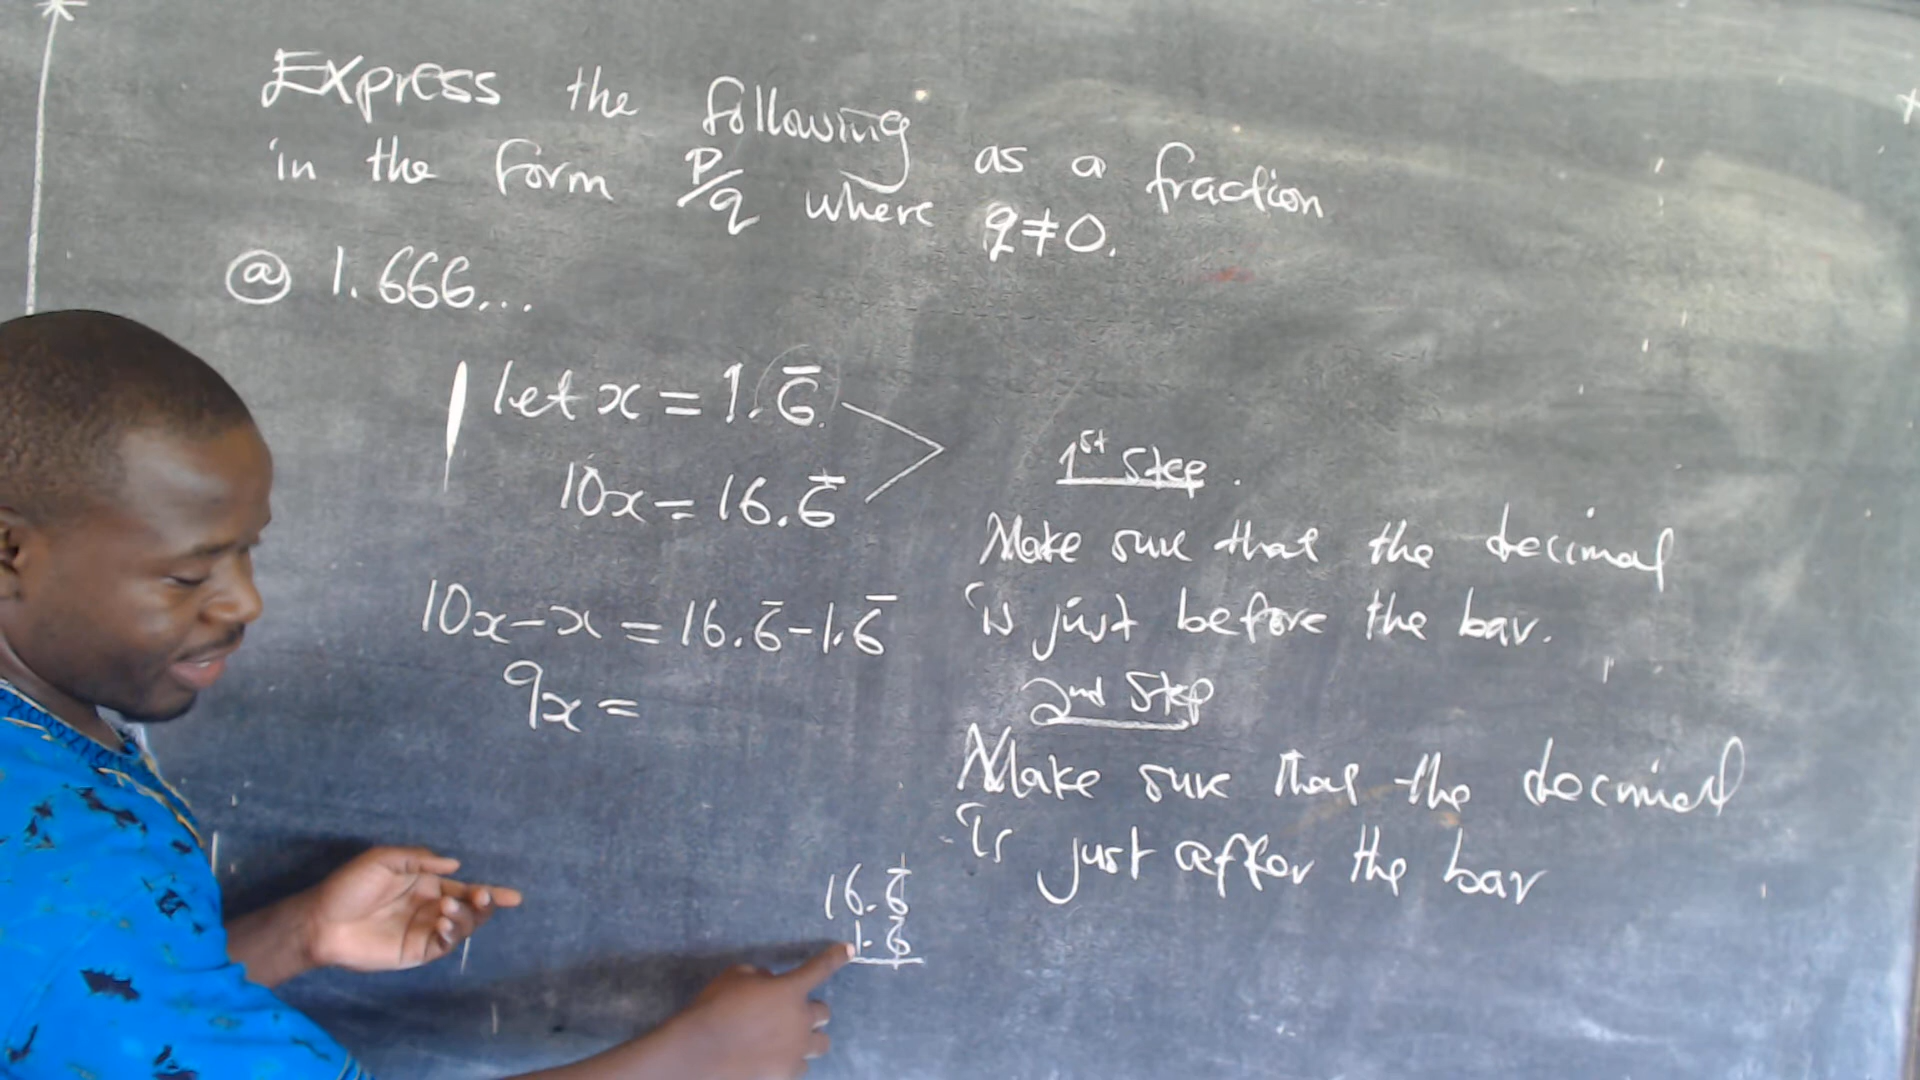 Express the following as a fraction
in the form P/q where q≠0.
ⓐ 1.666...
let x = 1.6̅
10x = 16.6̅
10x-x = 16.6̅-1.6̅
9x =
16.6̅
1.6̅
1st Step.
Make sure that the decimal
is just before the bar.
2nd Step
Make sure that the decimal
is just after the bar